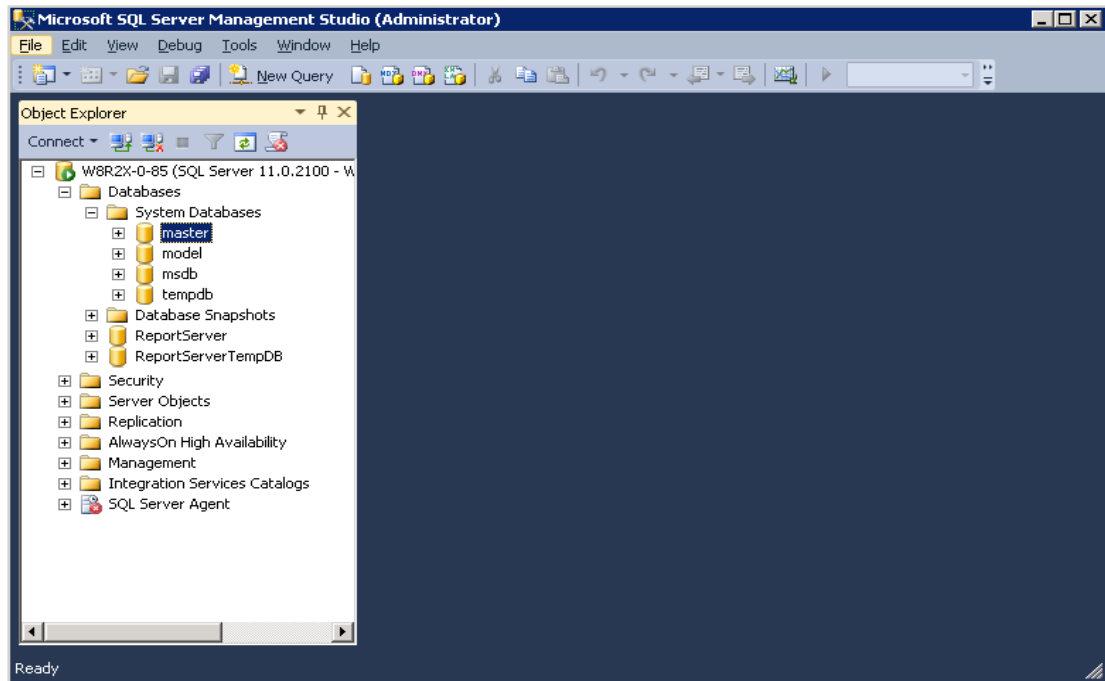 Microsoft SQL Server Management Studio (Administrator)
File Edit View Debug Tools Window Help
New Query
Object Explorer
Connect
W8R2X-0-85 (SQL Server 11.0.2100 - W
Databases
System Databases
master
model
msdb
tempdb
Database Snapshots
ReportServer
ReportServerTempDB
Security
Server Objects
Replication
AlwaysOn High Availability
Management
Integration Services Catalogs
SQL Server Agent
Ready